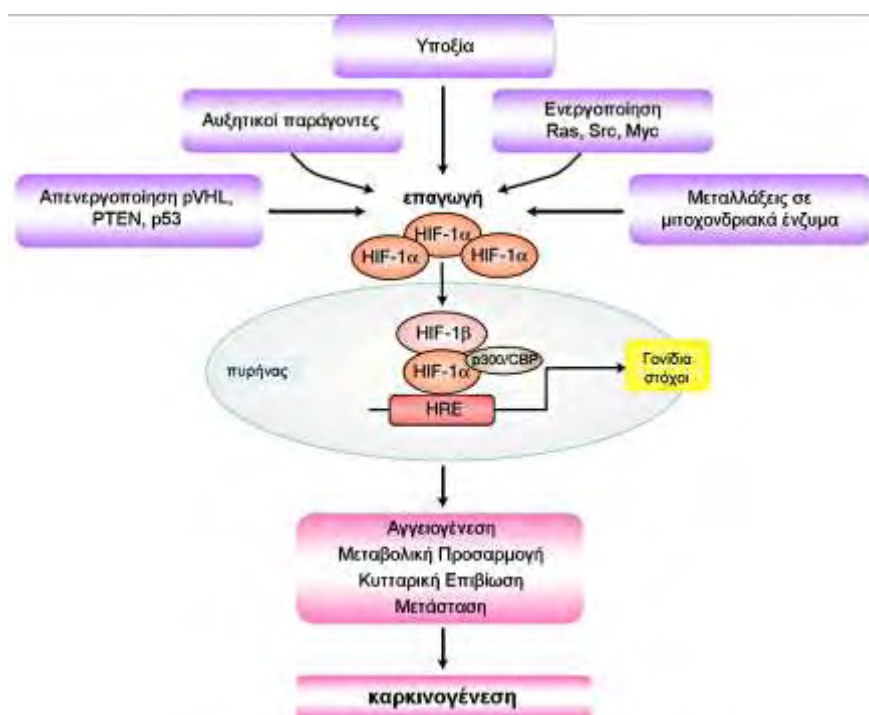 Υποξία
Αυξητικοί παράγοντες
Ενεργοποίηση
Ras, Src, Myc
Απενεργοποίηση pVHL,
PTEN, p53
επαγωγή
Μεταλλάξεις σε
μιτοχονδριακά ένζυμα
HIF-1α
HIF-1α
HIF-1α
HIF-1β
p300/CBP
HIF-1α
πυρήνας
Γονίδια
στόχοι
HRE
Αγγειογένεση
Μεταβολική Προσαρμογή
Κυτταρική Επιβίωση
Μετάσταση
καρκινογένεση